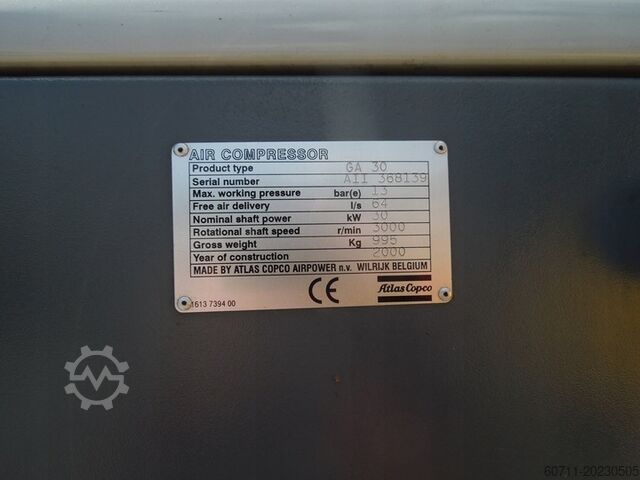 AIR COMPRESSOR
Product type GA 30
Serial number AII 368139
Max. working pressure bar(e) 13
Free air delivery l/s 64
Nominal shaft power kW 30
Rotational shaft speed r/min 3000
Gross weight Kg 995
Year of construction 2000
MADE BY ATLAS COPCO AIRPOWER n.v. WILRIJK BELGIUM
CE Atlas Copco
1613 7394 00
60711-20230505